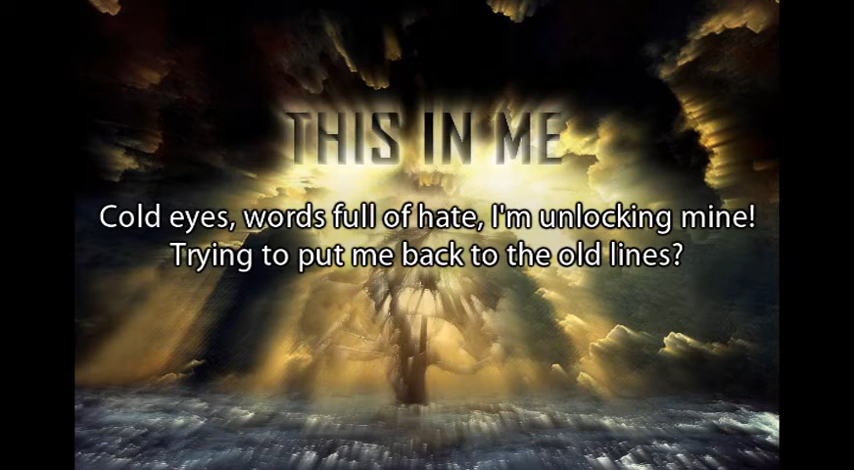 THIS IN ME
Cold eyes, words full of hate, I'm unlocking mine!
Trying to put me back to the old lines?